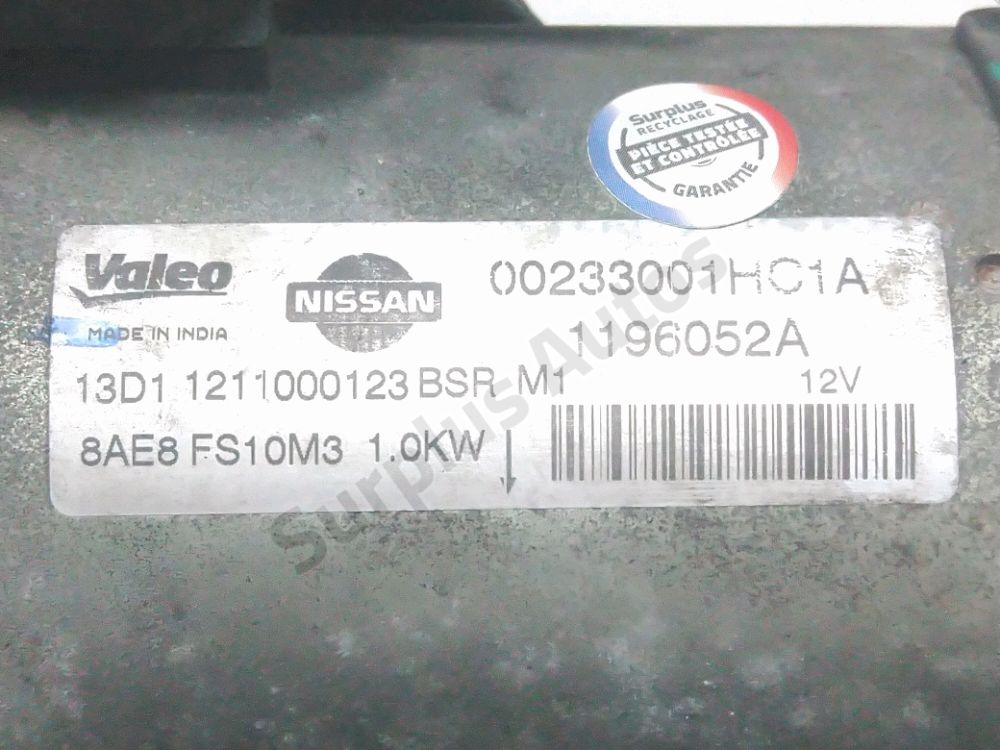 Surplus
RECYCLAGE
PIÈCE TESTÉE
ET CONTRÔLÉE
GARANTIE
Valeo
NISSAN
00233001HC1A
MADE IN INDIA
1196052A
13D1 1211000123 BSR M1
12V
8AE8 FS10M3 1.0KW
Surplus Autos